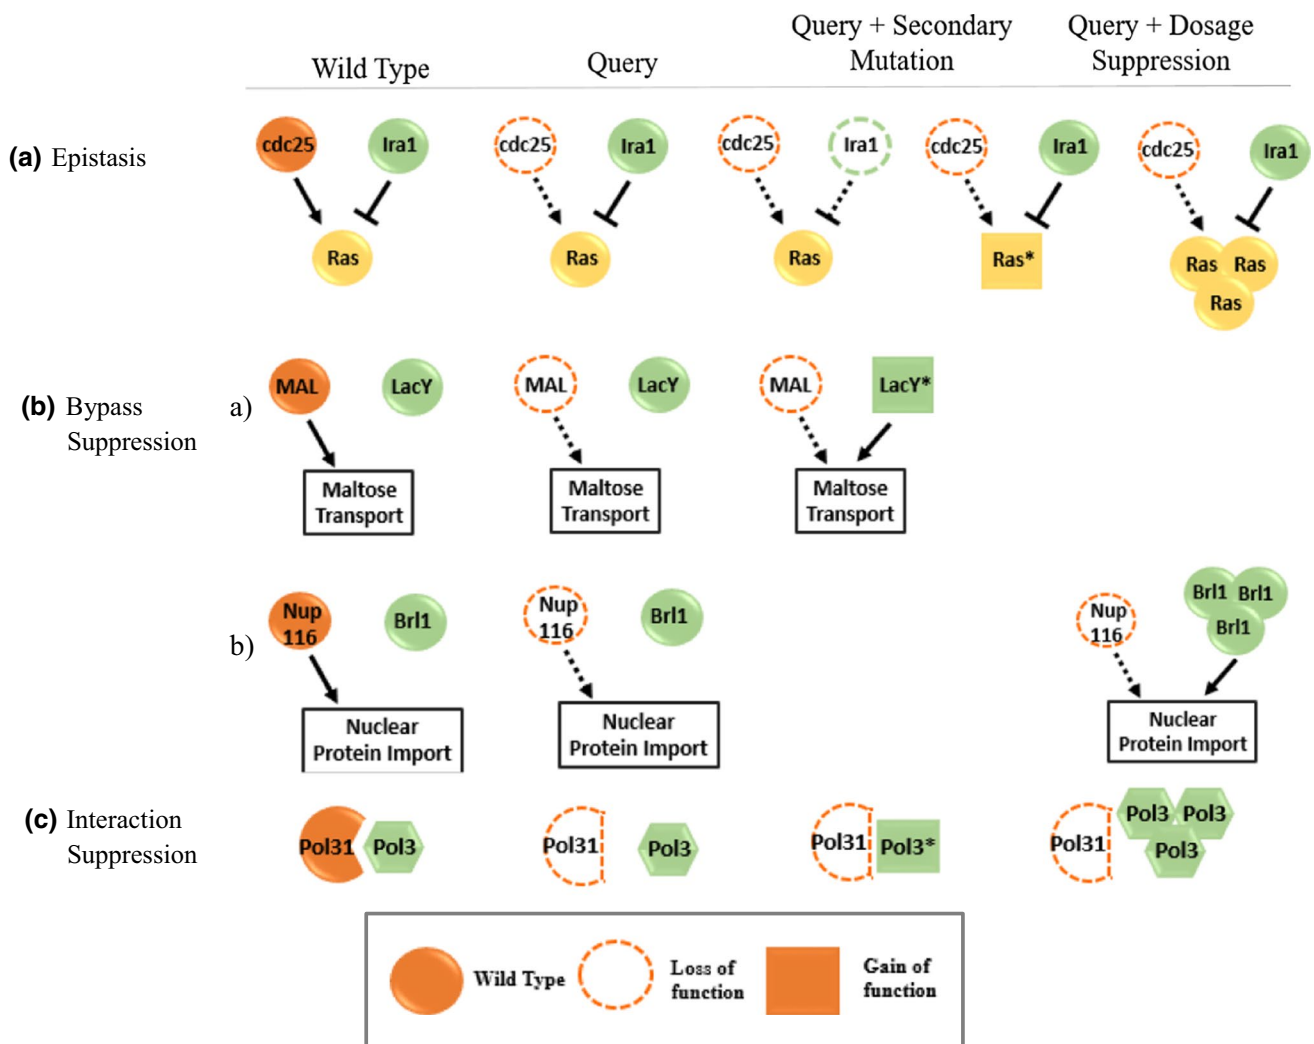 Wild Type
Query
Query + Secondary
Mutation
Query + Dosage
Suppression
(a) Epistasis
cdc25 Ira1
Ras
cdc25 Ira1
Ras
cdc25 Ira1
Ras
cdc25 Ira1
Ras*
cdc25 Ira1
Ras Ras
Ras
(b) Bypass
Suppression
a)
MAL LacY
Maltose
Transport
MAL LacY
Maltose
Transport
MAL LacY*
Maltose
Transport
b)
Nup
116
Brl1
Nuclear
Protein Import
Nup
116
Brl1
Nuclear
Protein Import
Nup
116
Brl1 Brl1
Brl1
Nuclear
Protein Import
(c) Interaction
Suppression
Pol31 Pol3
Pol31 Pol3
Pol31 Pol3*
Pol31 Pol3 Pol3
Pol3
Wild Type
Loss of
function
Gain of
function